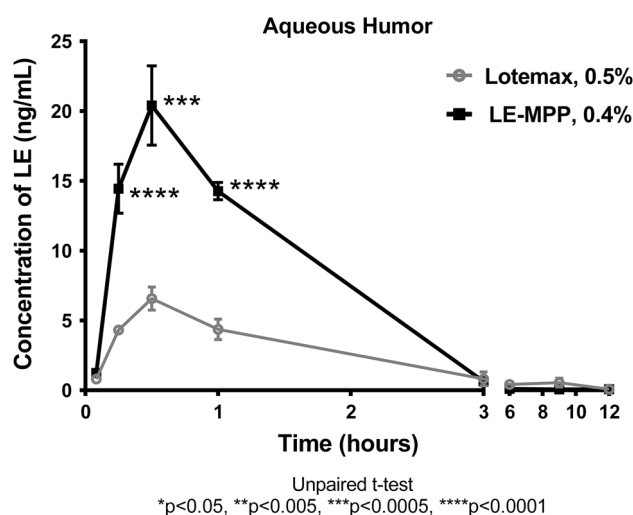 Aqueous Humor
Concentration of LE (ng/mL)
25
20
15
10
5
0
Lotemax, 0.5%
LE-MPP, 0.4%
***
****
****
0 1 2 3 6 8 10 12
Time (hours)
Unpaired t-test
*p<0.05, **p<0.005, ***p<0.0005, ****p<0.0001